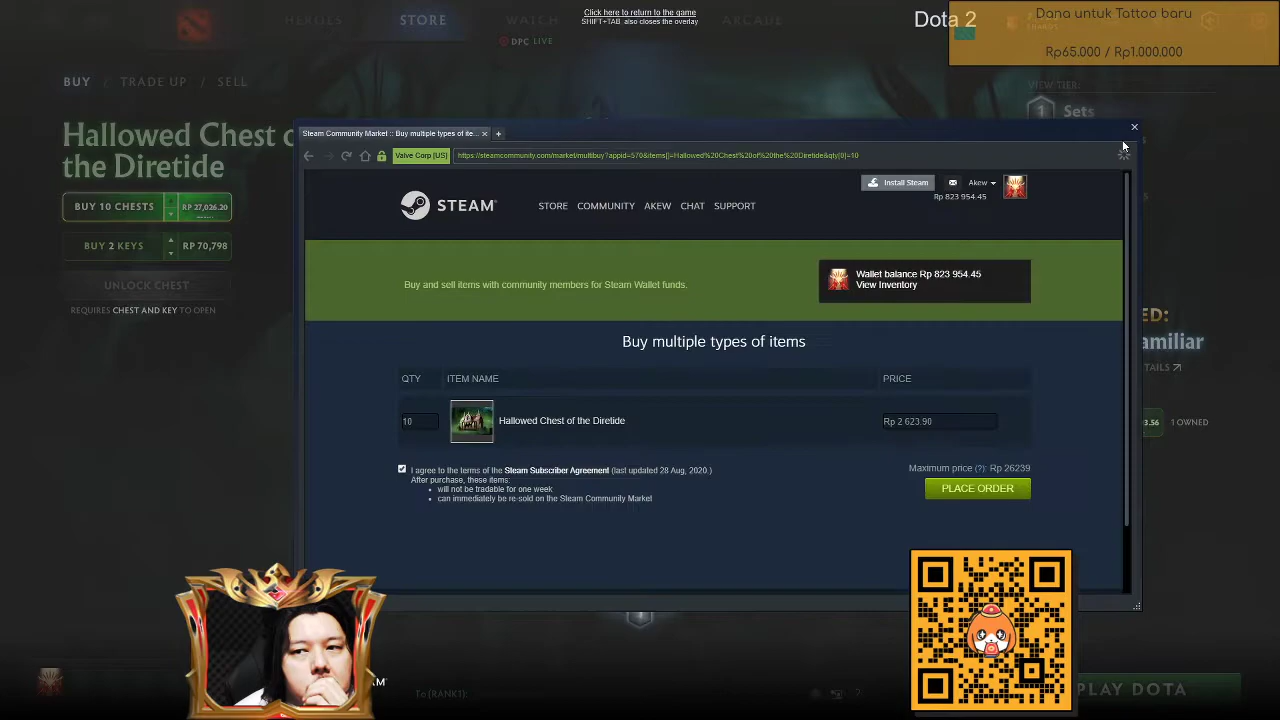 HEROES
STORE
WATCH
ARCADE
DPC LIVE
Click here to return to the game
SHIFT+TAB also closes the overlay
Dota 2
Dana untuk Tattoo baru
Rp65.000 / Rp1.000.000
BUY
TRADE UP
SELL
VIEW TIER:
1 Sets
Hallowed Chest o
the Diretide
BUY 10 CHESTS
RP 27,026.20
BUY 2 KEYS
RP 70,798
UNLOCK CHEST
REQUIRES CHEST AND KEY TO OPEN
Steam Community Market :: Buy multiple types of ite...
Valve Corp [US]
https://steamcommunity.com/market/multibuy?appid=570&items[]=Hallowed%20Chest%20of%20the%20Diretide&qty[0]=10
Install Steam
Akew
Rp 823 954.45
STEAM
STORE
COMMUNITY
AKEW
CHAT
SUPPORT
Buy and sell items with community members for Steam Wallet funds.
Wallet balance Rp 823 954.45
View Inventory
Buy multiple types of items
QTY
ITEM NAME
PRICE
10
Hallowed Chest of the Diretide
Rp 2 623.90
I agree to the terms of the Steam Subscriber Agreement (last updated 28 Aug, 2020.)
After purchase, these items:
will not be tradable for one week
can immediately be re-sold on the Steam Community Market
Maximum price (?): Rp 26239
PLACE ORDER
ED:
amiliar
TAILS
3.56
1 OWNED
To (RANK1):
PLAY DOTA